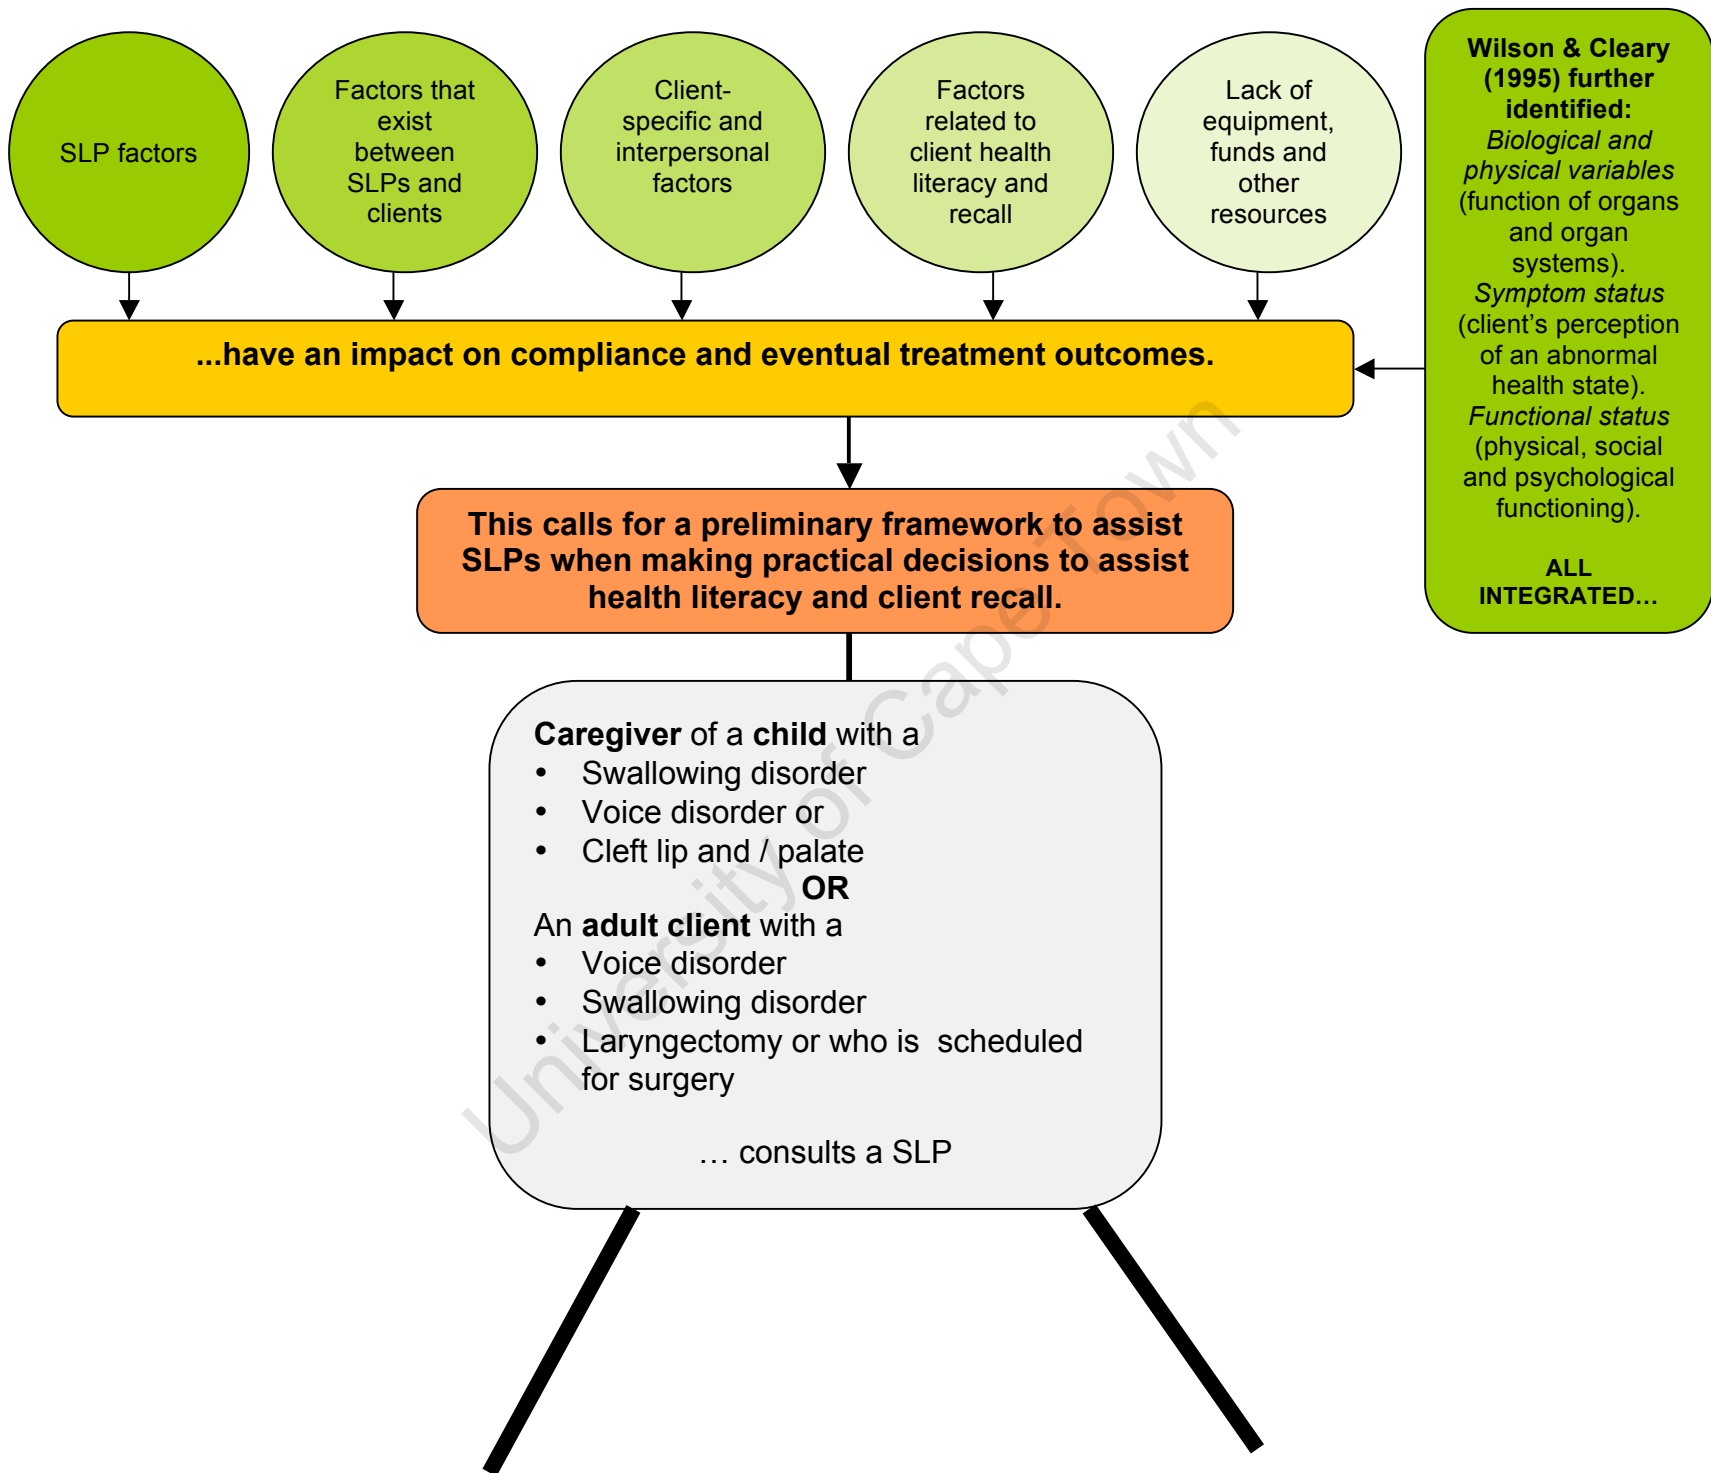 SLP factors
Factors that
exist
between
SLPs and
clients
Client-
specific and
interpersonal
factors
Factors
related to
client health
literacy and
recall
Lack of
equipment,
funds and
other
resources
Wilson & Cleary
(1995) further
identified:
Biological and
physical variables
(function of organs
and organ
systems).
Symptom status
(client’s perception
of an abnormal
health state).
Functional status
(physical, social
and psychological
functioning).
ALL
INTEGRATED…
...have an impact on compliance and eventual treatment outcomes.
This calls for a preliminary framework to assist
SLPs when making practical decisions to assist
health literacy and client recall.
Caregiver of a child with a
• Swallowing disorder
• Voice disorder or
• Cleft lip and / palate
OR
An adult client with a
• Voice disorder
• Swallowing disorder
• Laryngectomy or who is scheduled
for surgery
… consults a SLP
University of Cape Town